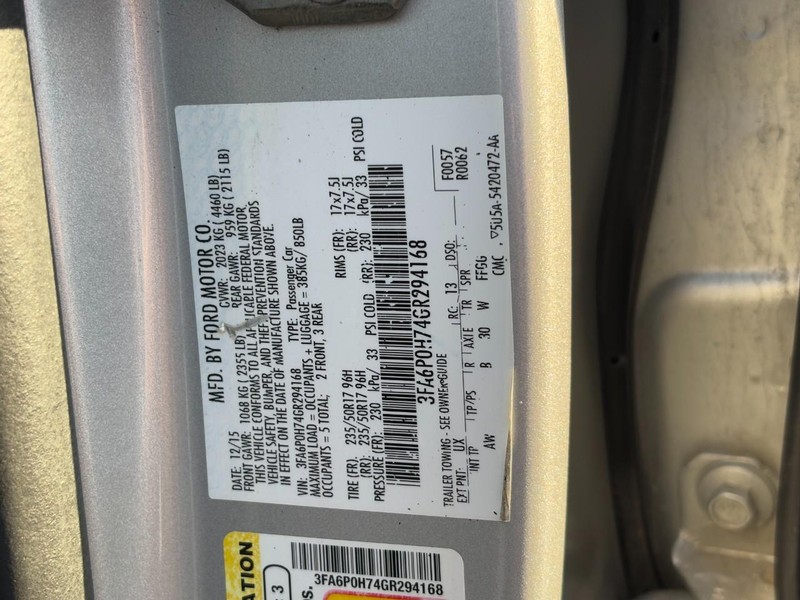 MFD. BY FORD MOTOR CO.
DATE: 12/15 GVWR: 2023 KG ( 4460 LB)
FRONT GAWR: 1068 KG ( 2355 LB) REAR GAWR: 959 KG ( 2115 LB)
THIS VEHICLE CONFORMS TO ALL APPLICABLE FEDERAL MOTOR
VEHICLE SAFETY, BUMPER, AND THEFT PREVENTION STANDARDS
IN EFFECT ON THE DATE OF MANUFACTURE SHOWN ABOVE.
VIN: 3FA6P0H74GR294168 TYPE: Passenger Car
MAXIMUM LOAD = OCCUPANTS + LUGGAGE = 385KG/ 850LB
OCCUPANTS = 5 TOTAL; 2 FRONT, 3 REAR
TIRE (FR): 235/50R17 96H RIMS (FR): 17x7.5J
(RR): 235/50R17 96H (RR): 17x7.5J
PRESSURE (FR): 230 kPa/ 33 PSI COLD (RR): 230 kPa/ 33 PSI COLD
3FA6P0H74GR294168
TRAILER TOWING - SEE OWNER GUIDE
F0057
R0062
EXT PNT: UX RC: 13 DSO:
INT TP TP/PS R AXLE TR SPR
AW B 30 W FFGG
CMC ▽5U5A-5420472-AA
ATION
3
3FA6P0H74GR294168